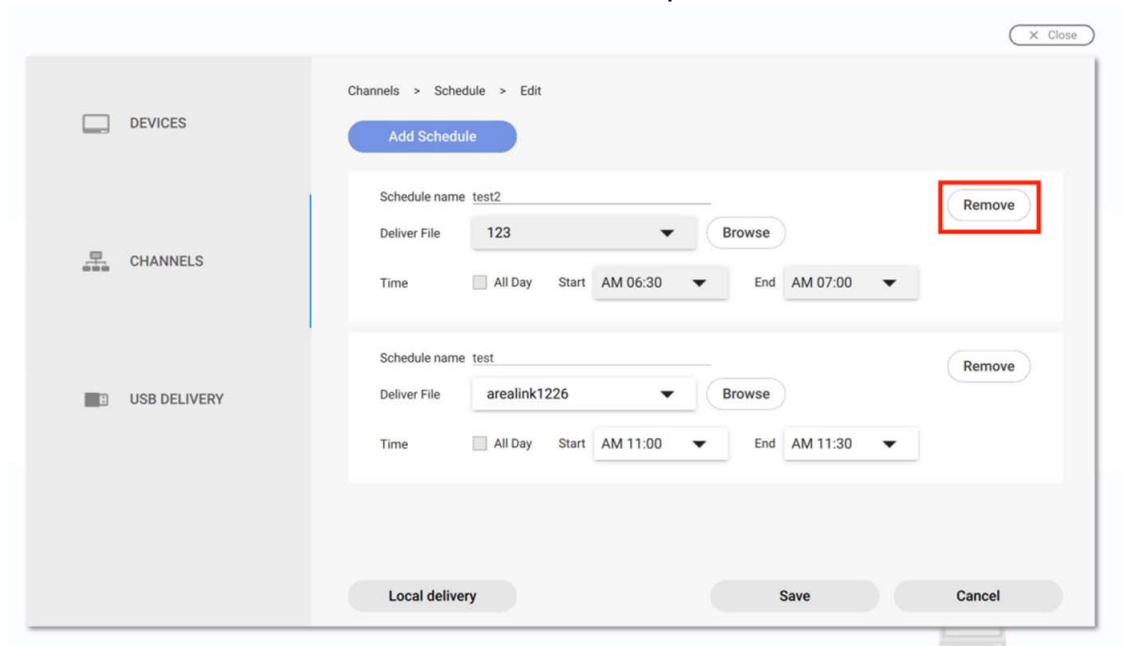 × Close
DEVICES
CHANNELS
USB DELIVERY
Channels > Schedule > Edit
Add Schedule
Schedule name test2
Remove
Deliver File 123 Browse
Time All Day Start AM 06:30 End AM 07:00
Schedule name test
Remove
Deliver File arealink1226 Browse
Time All Day Start AM 11:00 End AM 11:30
Local delivery Save Cancel